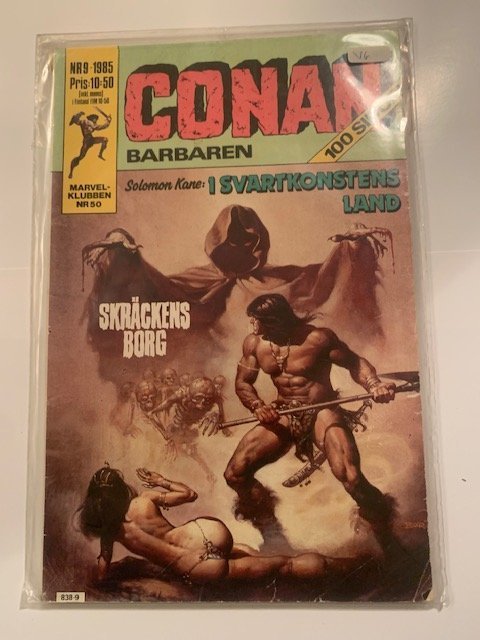 NR 9 - 1985
Pris: 10-50
(inkl. moms)
i Finland FIM 10-50
MARVEL-
KLUBBEN
NR 50
CONAN
BARBAREN
100 SI
Solomon Kane: I SVARTKONSTENS
LAND
SKRÄCKENS
BORG
838-9